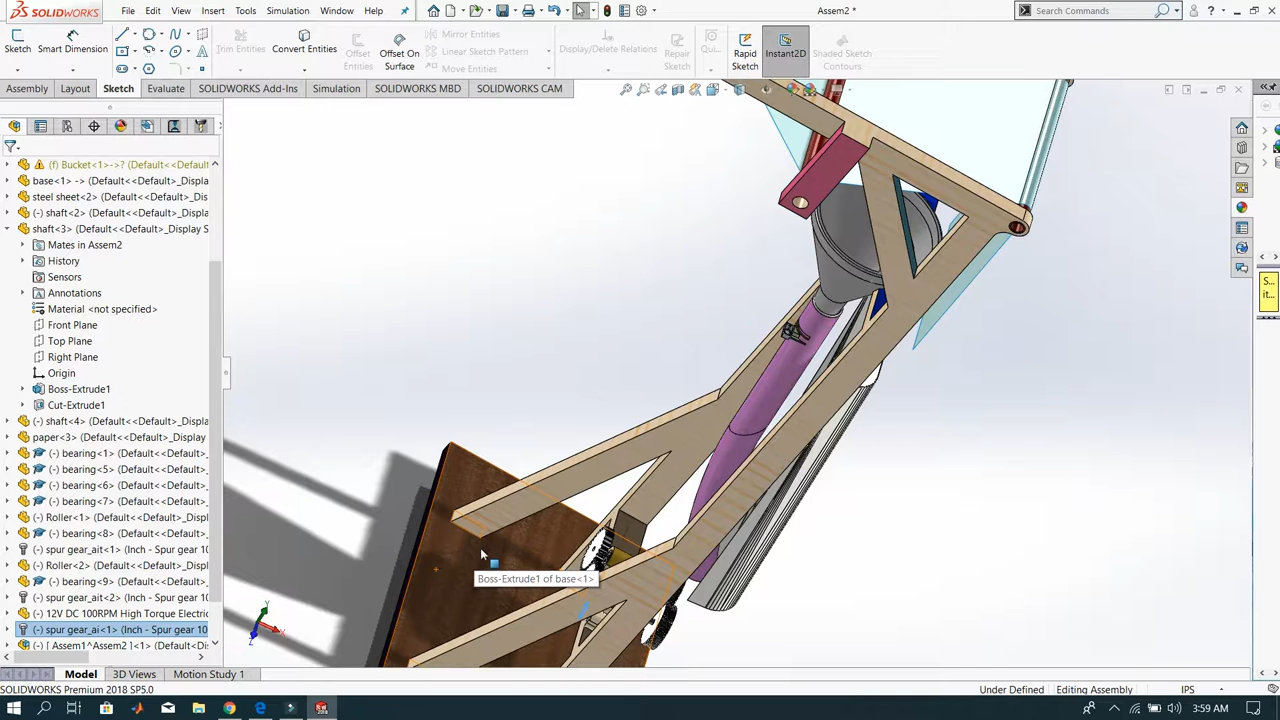 SOLIDWORKS
File Edit View Insert Tools Simulation Window Help
Assem2 *
Search Commands
Sketch
Smart Dimension
Trim Entities
Convert Entities
Offset Entities
Offset On Surface
Mirror Entities
Linear Sketch Pattern
Move Entities
Display/Delete Relations
Repair Sketch
Qui...
Rapid Sketch
Instant2D
Shaded Sketch Contours
Assembly Layout Sketch Evaluate SOLIDWORKS Add-Ins Simulation SOLIDWORKS MBD SOLIDWORKS CAM
(f) Bucket<1>->? (Default<Default_
base<1> -> (Default<<Default>_Displa
steel sheet<2> (Default<<Default>_Di
(-) shaft<2> (Default<<Default>_Displa
shaft<3> (Default<<Default>_Display S
Mates in Assem2
History
Sensors
Annotations
Material <not specified>
Front Plane
Top Plane
Right Plane
Origin
Boss-Extrude1
Cut-Extrude1
(-) shaft<4> (Default<<Default>_Displa
paper<3> (Default<<Default>_Display
(-) bearing<1> (Default<<Default>_
(-) bearing<5> (Default<<Default>_
(-) bearing<6> (Default<<Default>_
(-) bearing<7> (Default<<Default>_
(-) Roller<1> (Default<<Default>_Displ
(-) bearing<8> (Default<<Default>_
(-) spur gear_ait<1> (Inch - Spur gear 10
(-) Roller<2> (Default<<Default>_Displ
(-) bearing<9> (Default<<Default>_
(-) spur gear_ait<2> (Inch - Spur gear 10
(-) 12V DC 100RPM High Torque Electri
(-) spur gear_ai<1> (Inch - Spur gear 10
(-) [ Assem1^Assem2 ]<1> (Default<Di
Boss-Extrude1 of base<1>
S...
it...
Y
X
Z
Model 3D Views Motion Study 1
SOLIDWORKS Premium 2018 SP5.0
Under Defined Editing Assembly IPS
3:59 AM